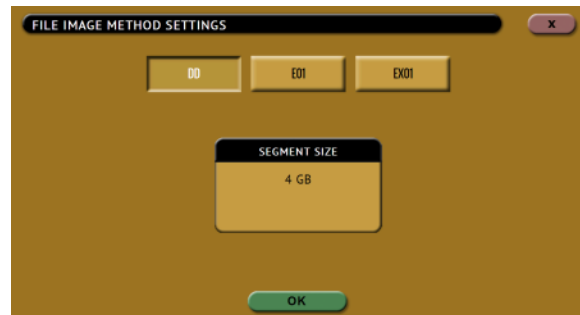 FILE IMAGE METHOD SETTINGS
X
DD
E01
EX01
SEGMENT SIZE
4 GB
OK